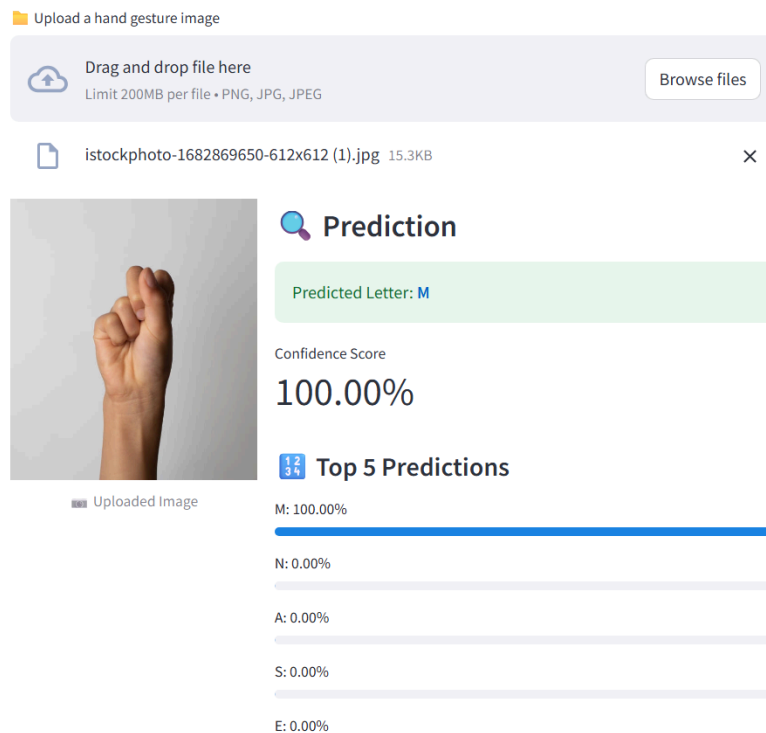 Upload a hand gesture image
Drag and drop file here
Limit 200MB per file • PNG, JPG, JPEG
Browse files
istockphoto-1682869650-612x612 (1).jpg 15.3KB
Prediction
Predicted Letter: M
Confidence Score
100.00%
Top 5 Predictions
M: 100.00%
Uploaded Image
N: 0.00%
A: 0.00%
S: 0.00%
E: 0.00%